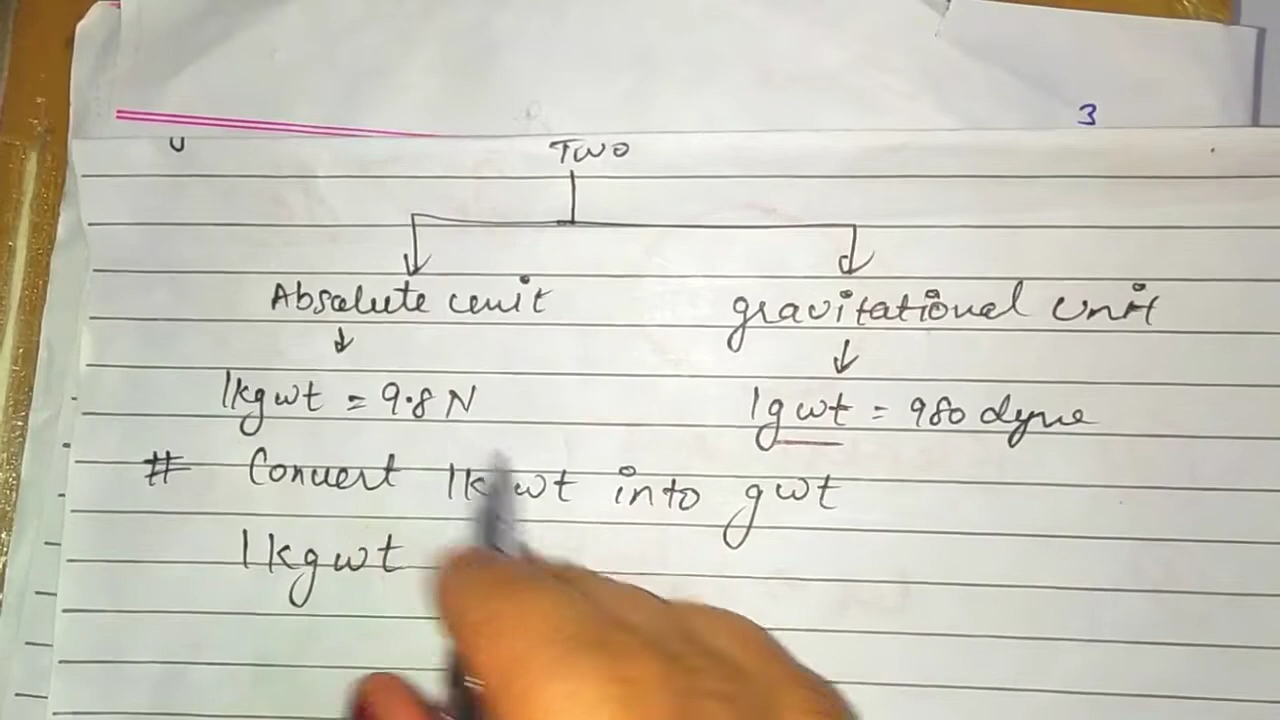 3
Two
Absolute unit gravitational Unit
1kgwt = 9.8 N 1gwt = 980 dyne
# Convert 1kgwt into gwt
1kgwt